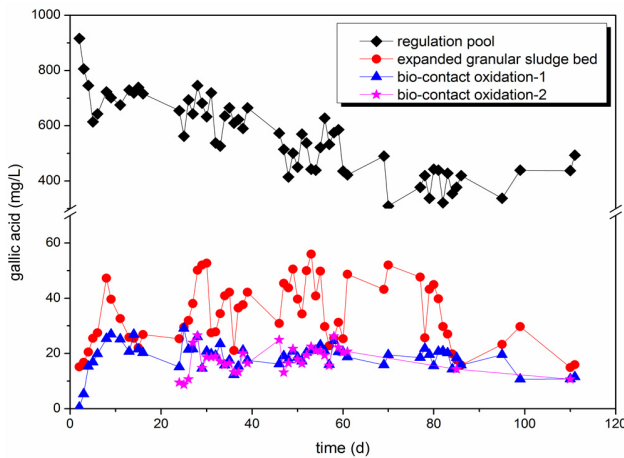 1000
regulation pool
expanded granular sludge bed
bio-contact oxidation-1
bio-contact oxidation-2
800
600
400
60
40
20
0
gallic acid (mg/L)
0 20 40 60 80 100 120
time (d)